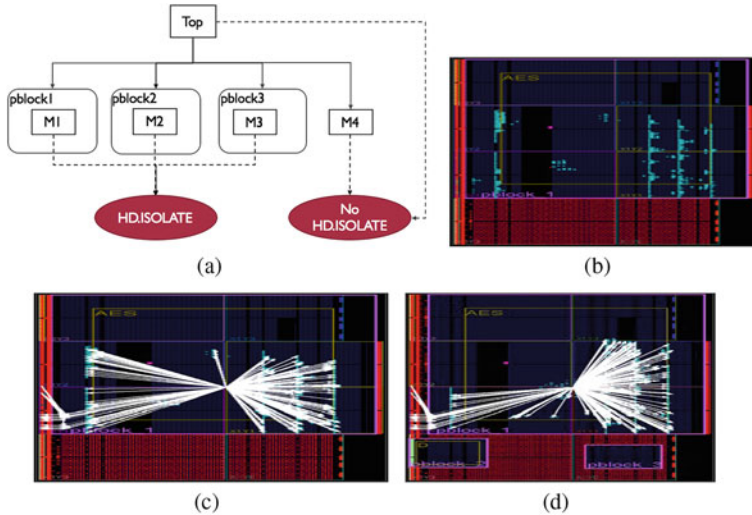 Top
pblock1
M1
pblock2
M2
pblock3
M3
M4
HD.ISOLATE
No
HD.ISOLATE
(a)
AES
pblock_1
(b)
AES
pblock_1
(c)
AES
pblock_1
pblock_3
(d)